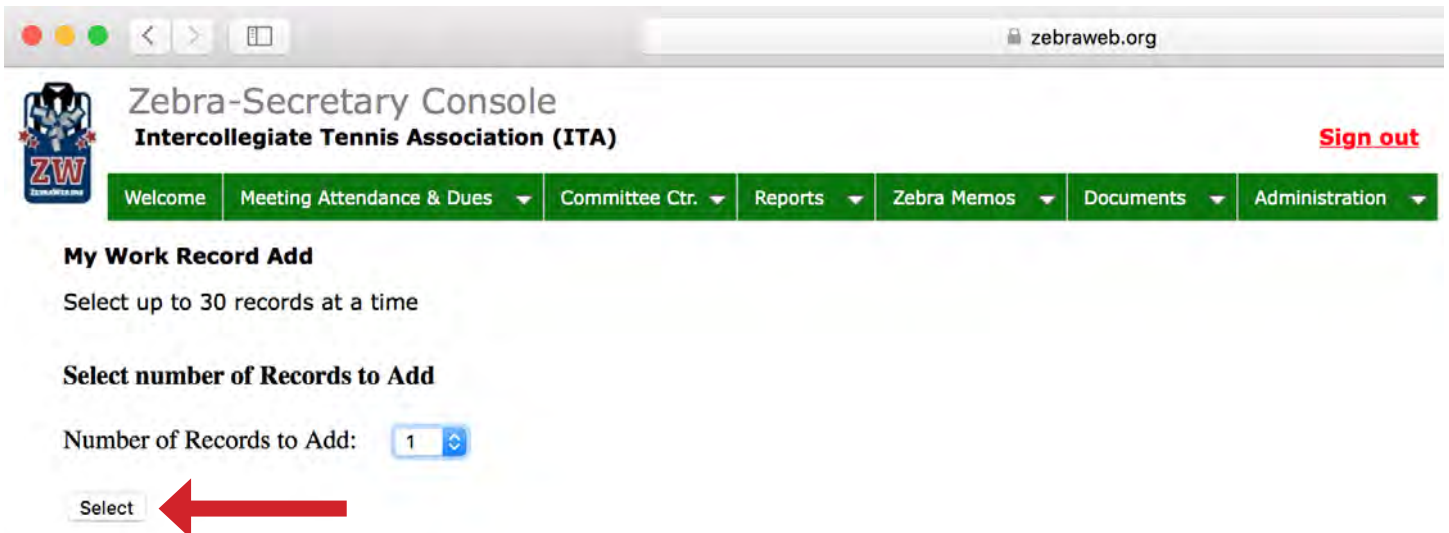 zebraweb.org
Zebra-Secretary Console
Intercollegiate Tennis Association (ITA)
Sign out
ZW
Welcome Meeting Attendance & Dues Committee Ctr. Reports Zebra Memos Documents Administration
My Work Record Add
Select up to 30 records at a time
Select number of Records to Add
Number of Records to Add: 1
Select